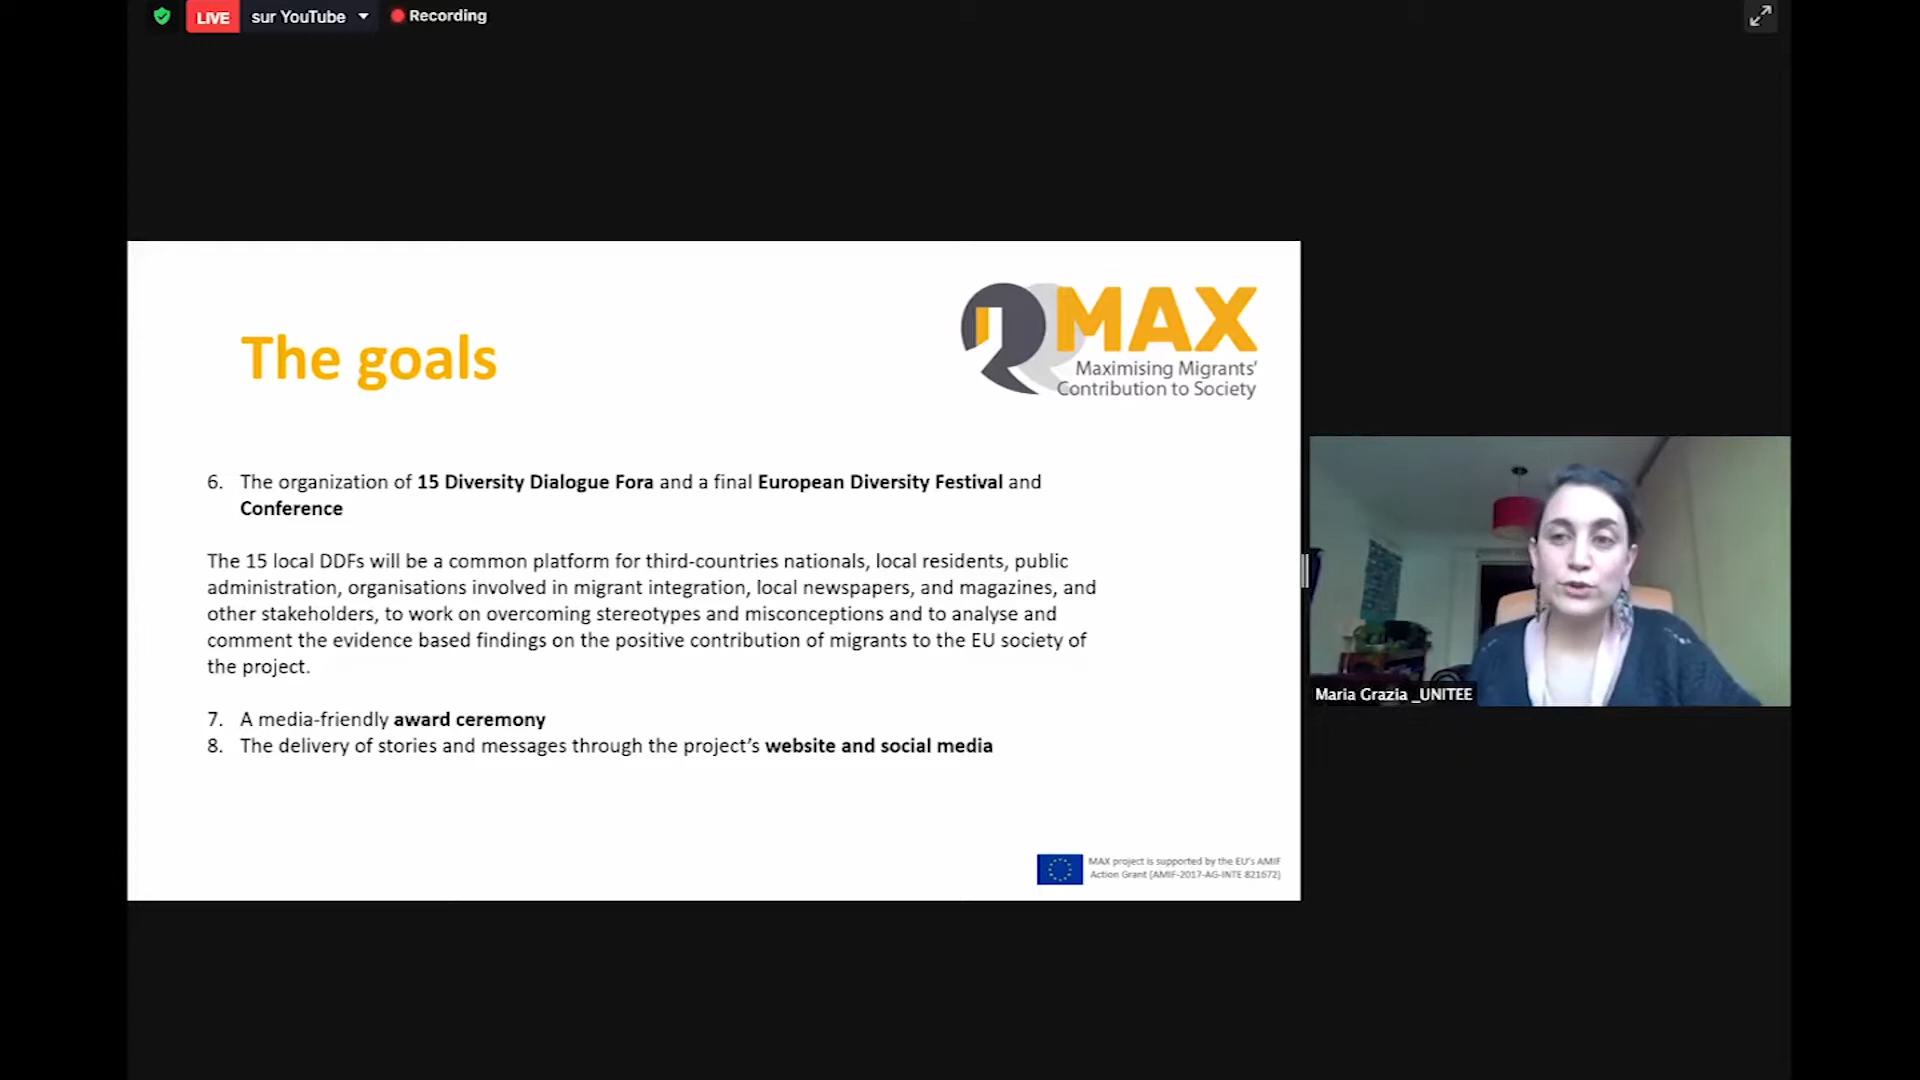 LIVE sur YouTube Recording
The goals
MAX
Maximising Migrants'
Contribution to Society
6. The organization of 15 Diversity Dialogue Fora and a final European Diversity Festival and
Conference
The 15 local DDFs will be a common platform for third-countries nationals, local residents, public
administration, organisations involved in migrant integration, local newspapers, and magazines, and
other stakeholders, to work on overcoming stereotypes and misconceptions and to analyse and
comment the evidence based findings on the positive contribution of migrants to the EU society of
the project.
7. A media-friendly award ceremony
8. The delivery of stories and messages through the project’s website and social media
MAX project is supported by the EU's AMIF
Action Grant (AMIF-2017-AG-INTE 821672)
Maria Grazia _UNITEE